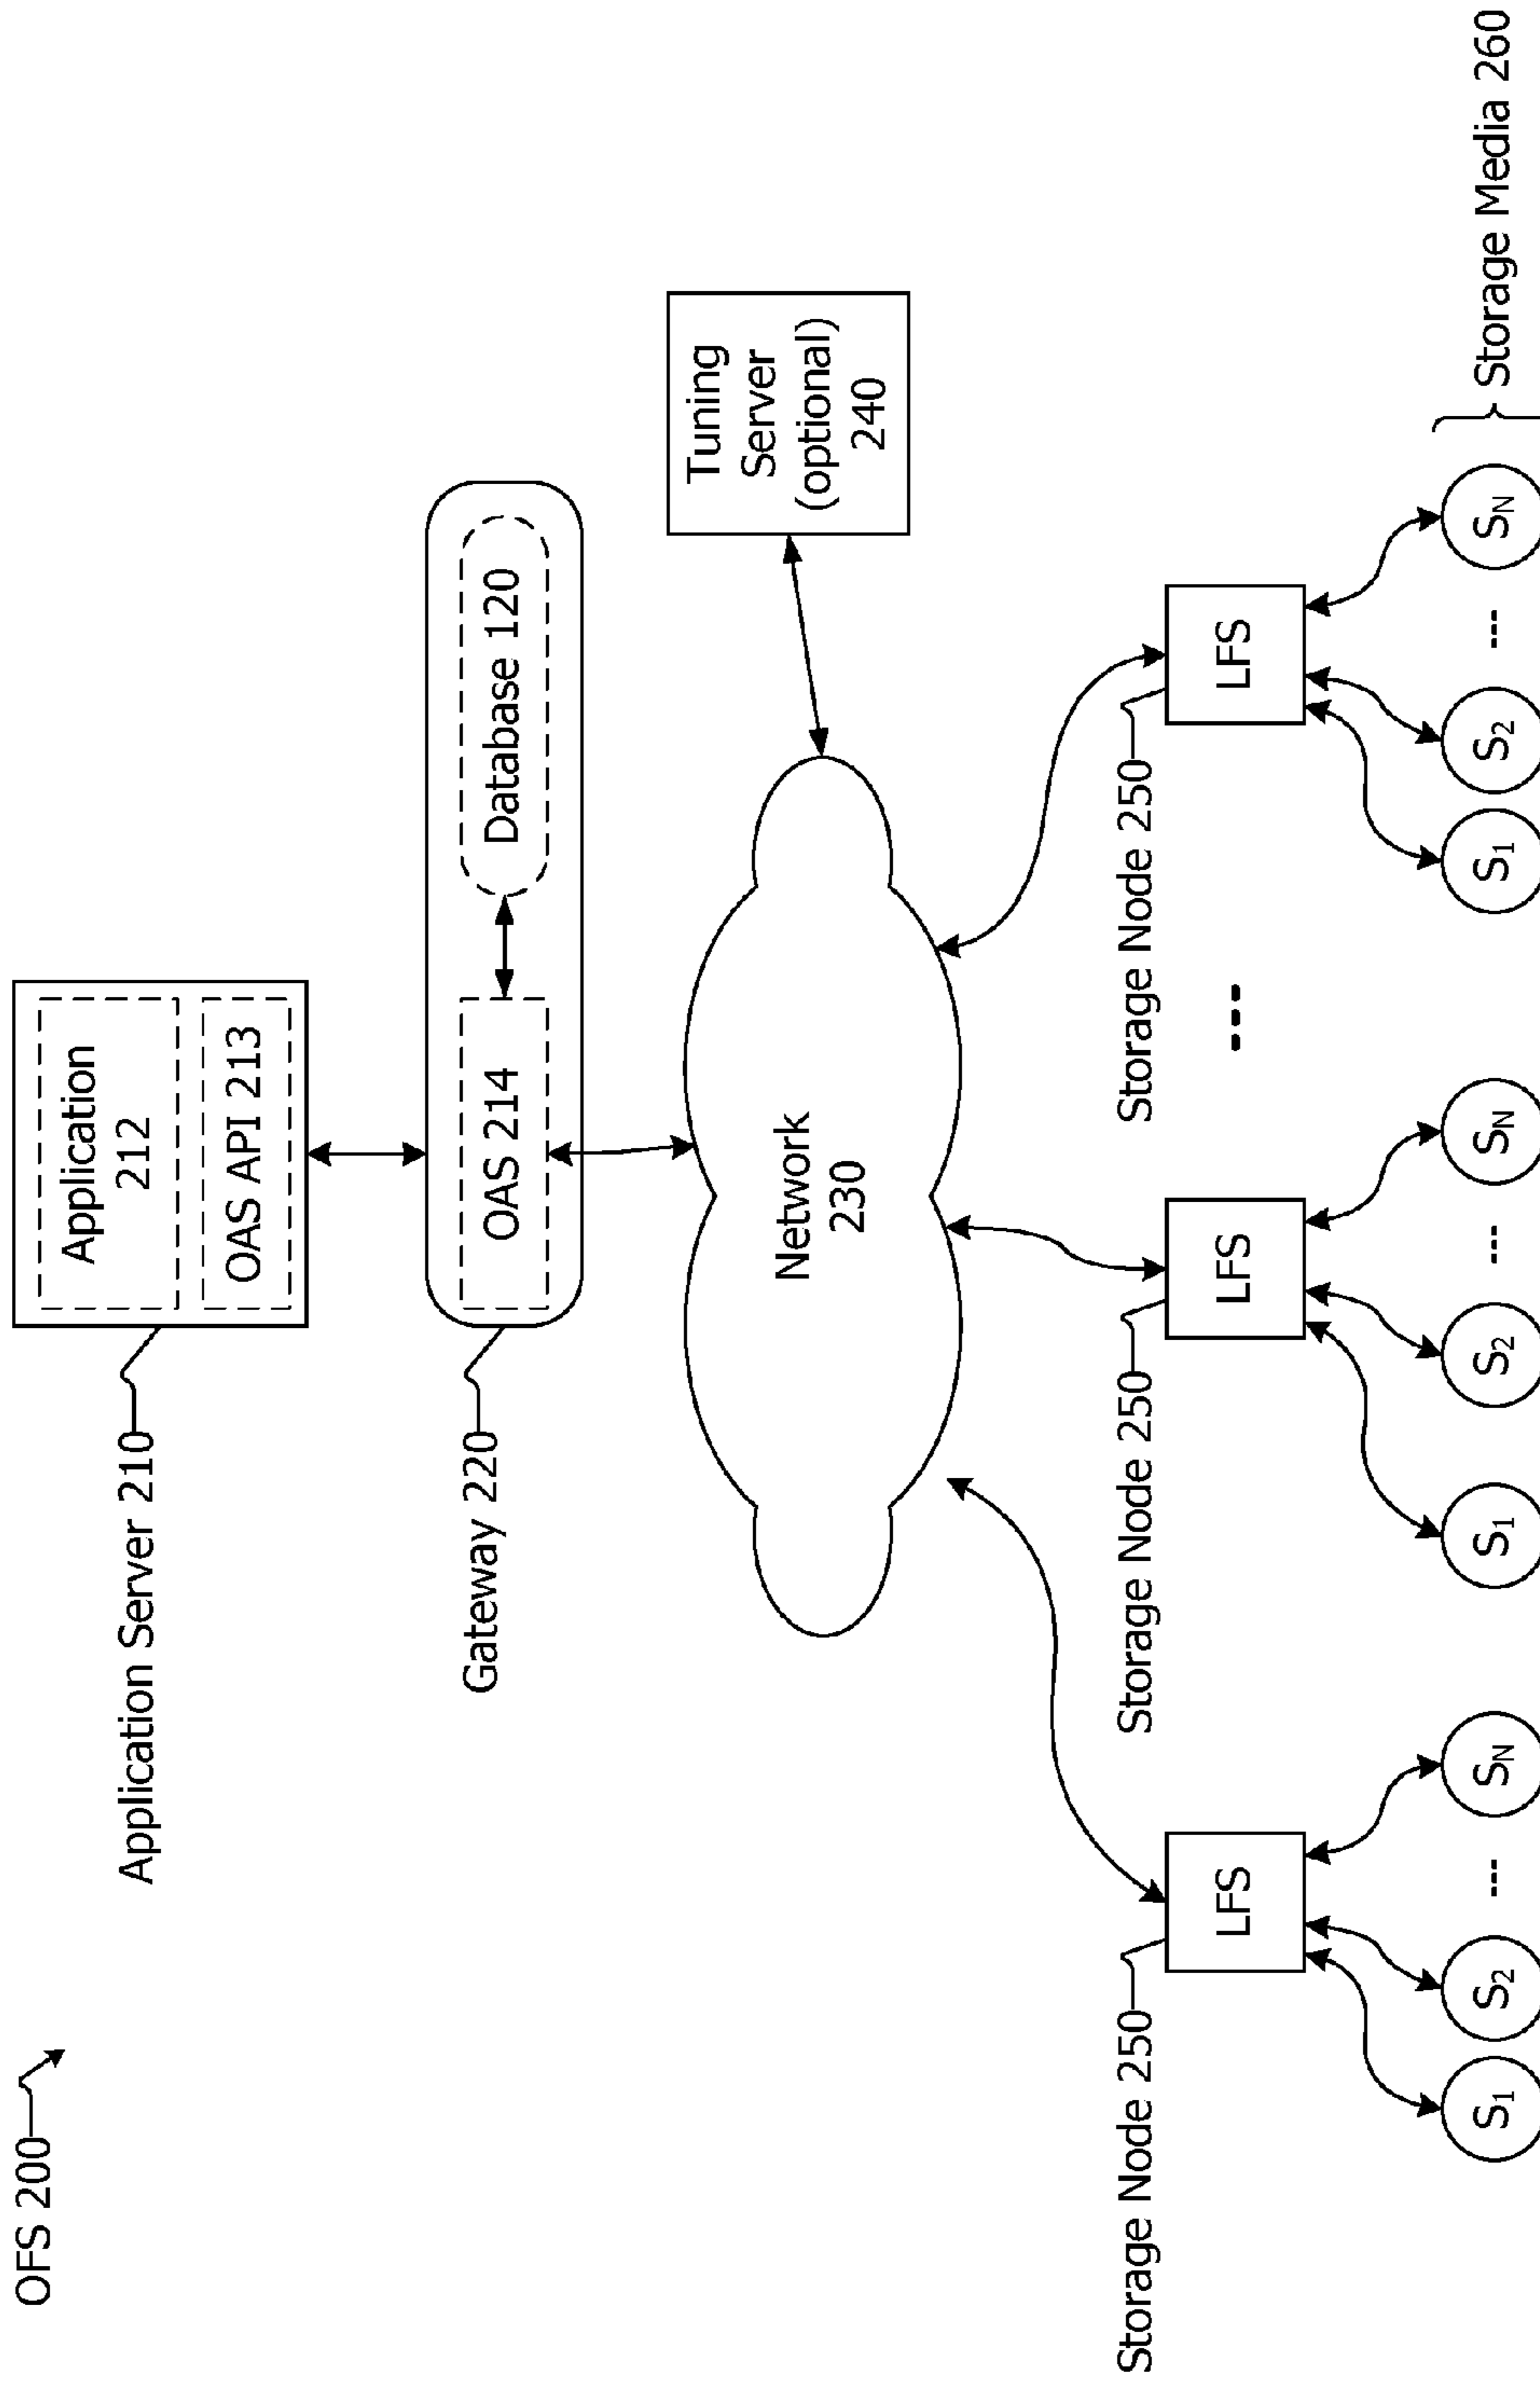 OFS 200
Application
212
OAS API 213
Application Server 210
OAS 214
Database 120
Gateway 220
Network
230
Tuning
Server
(optional)
240
Storage Node 250
LFS
Storage Node 250
LFS
---
Storage Node 250
LFS
S1
S2
---
SN
S1
S2
---
SN
S1
S2
---
SN
Storage Media 260